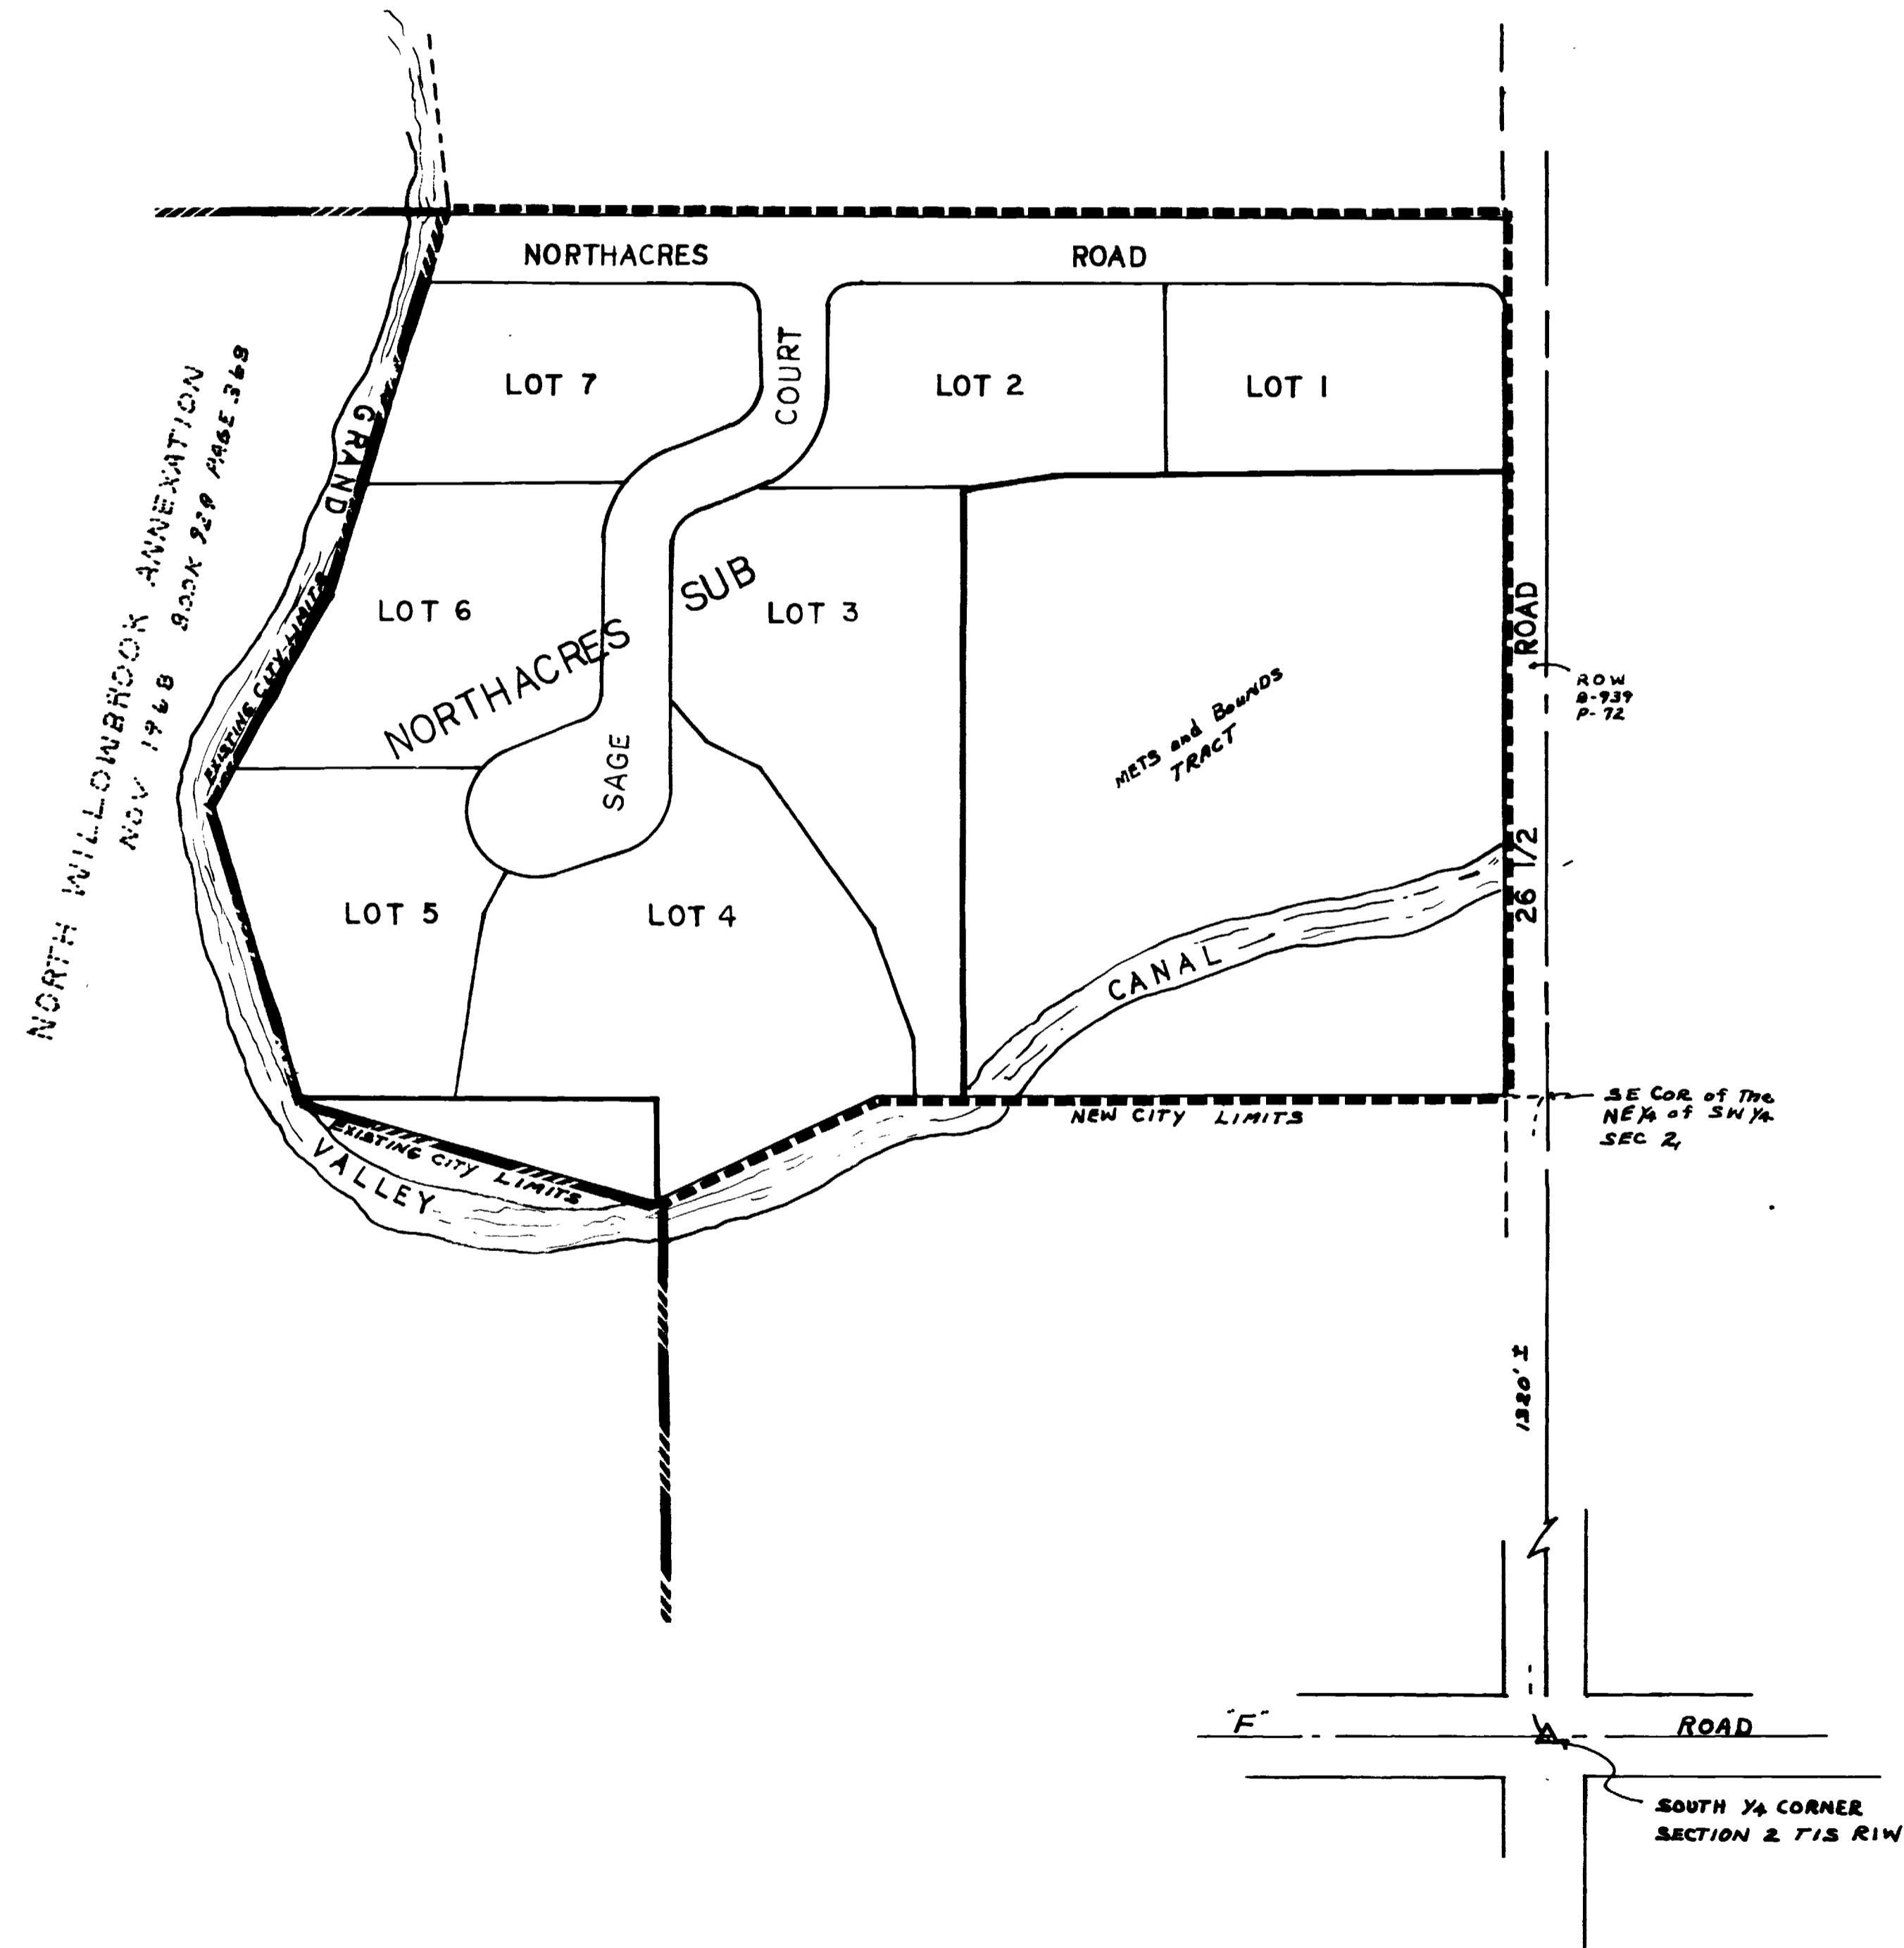 NORTHACRES ROAD
LOT 7
COURT
LOT 2
LOT 1
GRAND
NORTH WILLOWBROOK ANNEXATION
NOV 1968 BOOK 929 PAGE 368
EXISTING CITY LIMITS
LOT 6
NORTHACRES SUB
LOT 3
SAGE
METS and BOUNDS
TRACT
26 1/2 ROAD
ROW
B-939
P-72
LOT 5
LOT 4
CANAL
NEW CITY LIMITS
SE COR of The
NE 1/4 of SW 1/4
SEC 2,
EXISTING CITY LIMITS
VALLEY
1320' ±
"F" ROAD
SOUTH 1/4 CORNER
SECTION 2 T1S R1W